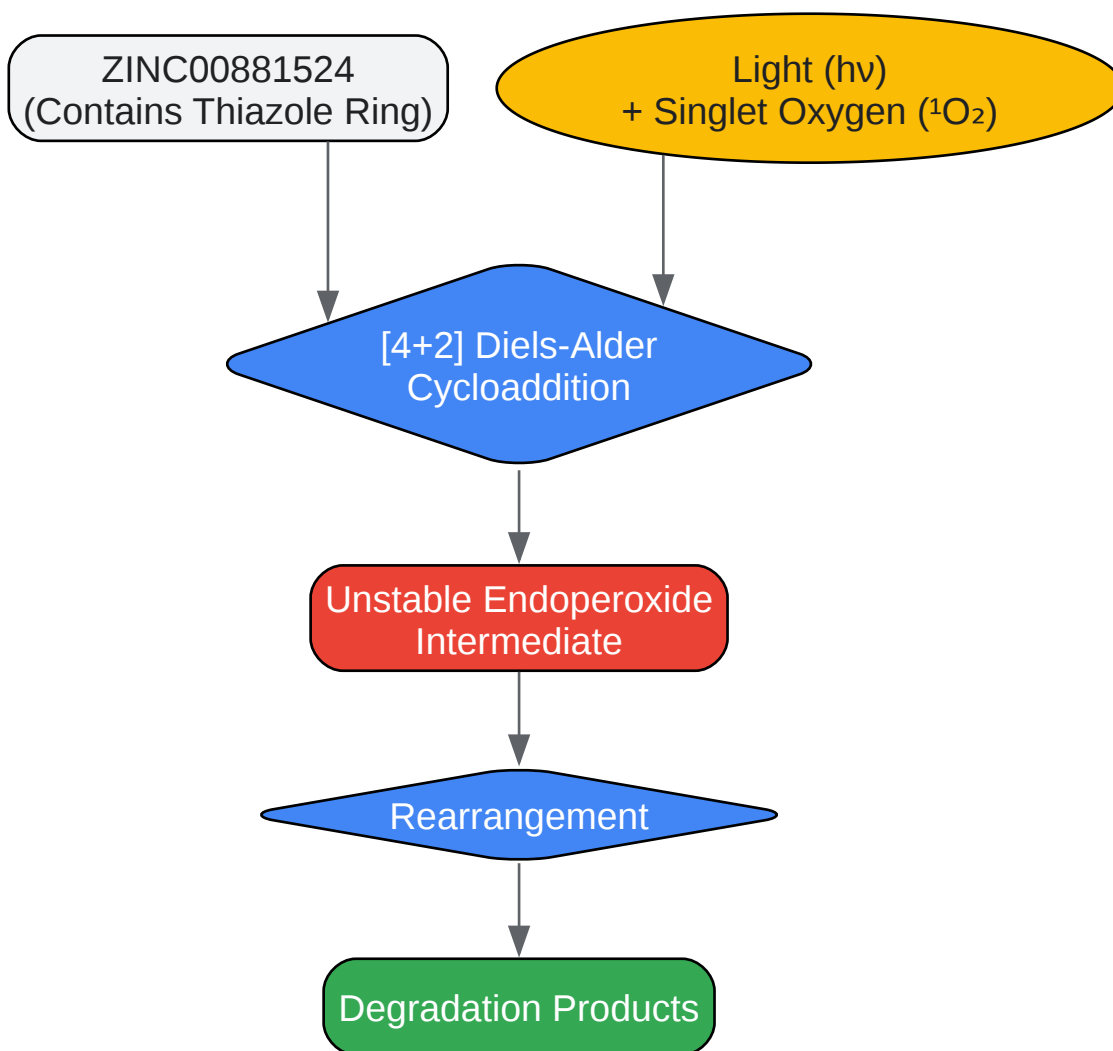 ZINC00881524
(Contains Thiazole Ring)
Light (hν)
+ Singlet Oxygen (¹O₂)
[4+2] Diels-Alder
Cycloaddition
Unstable Endoperoxide
Intermediate
Rearrangement
Degradation Products